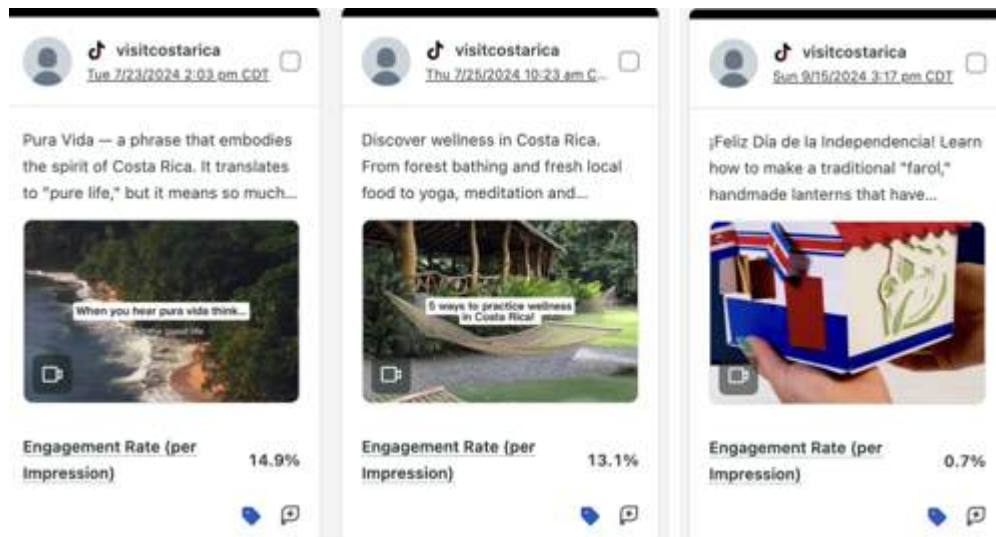 visitcostarica
Tue 7/23/2024 2:03 pm CDT
Pura Vida — a phrase that embodies
the spirit of Costa Rica. It translates
to "pure life," but it means so much...
When you hear pura vida think...
Engagement Rate (per
Impression)
14.9%
visitcostarica
Thu 7/25/2024 10:23 am C...
Discover wellness in Costa Rica.
From forest bathing and fresh local
food to yoga, meditation and...
5 ways to practice wellness
in Costa Rica!
Engagement Rate (per
Impression)
13.1%
visitcostarica
Sun 9/15/2024 3:17 pm CDT
¡Feliz Día de la Independencia! Learn
how to make a traditional "farol,"
handmade lanterns that have...
Engagement Rate (per
Impression)
0.7%